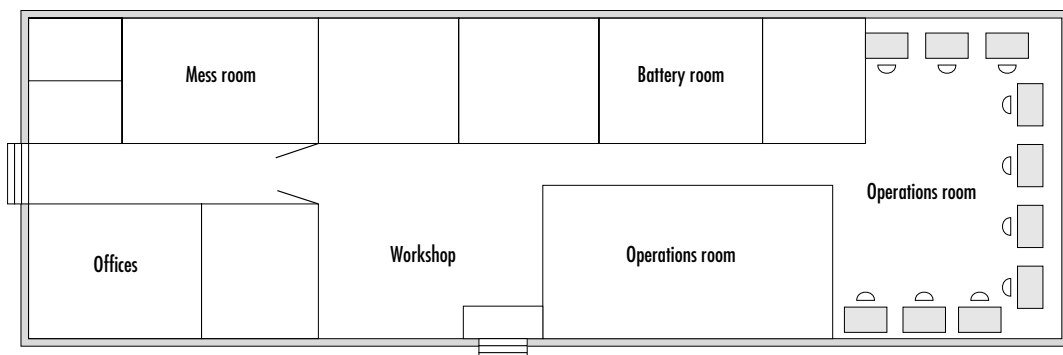 Mess room
Battery room
Operations room
Workshop
Operations room
Offices